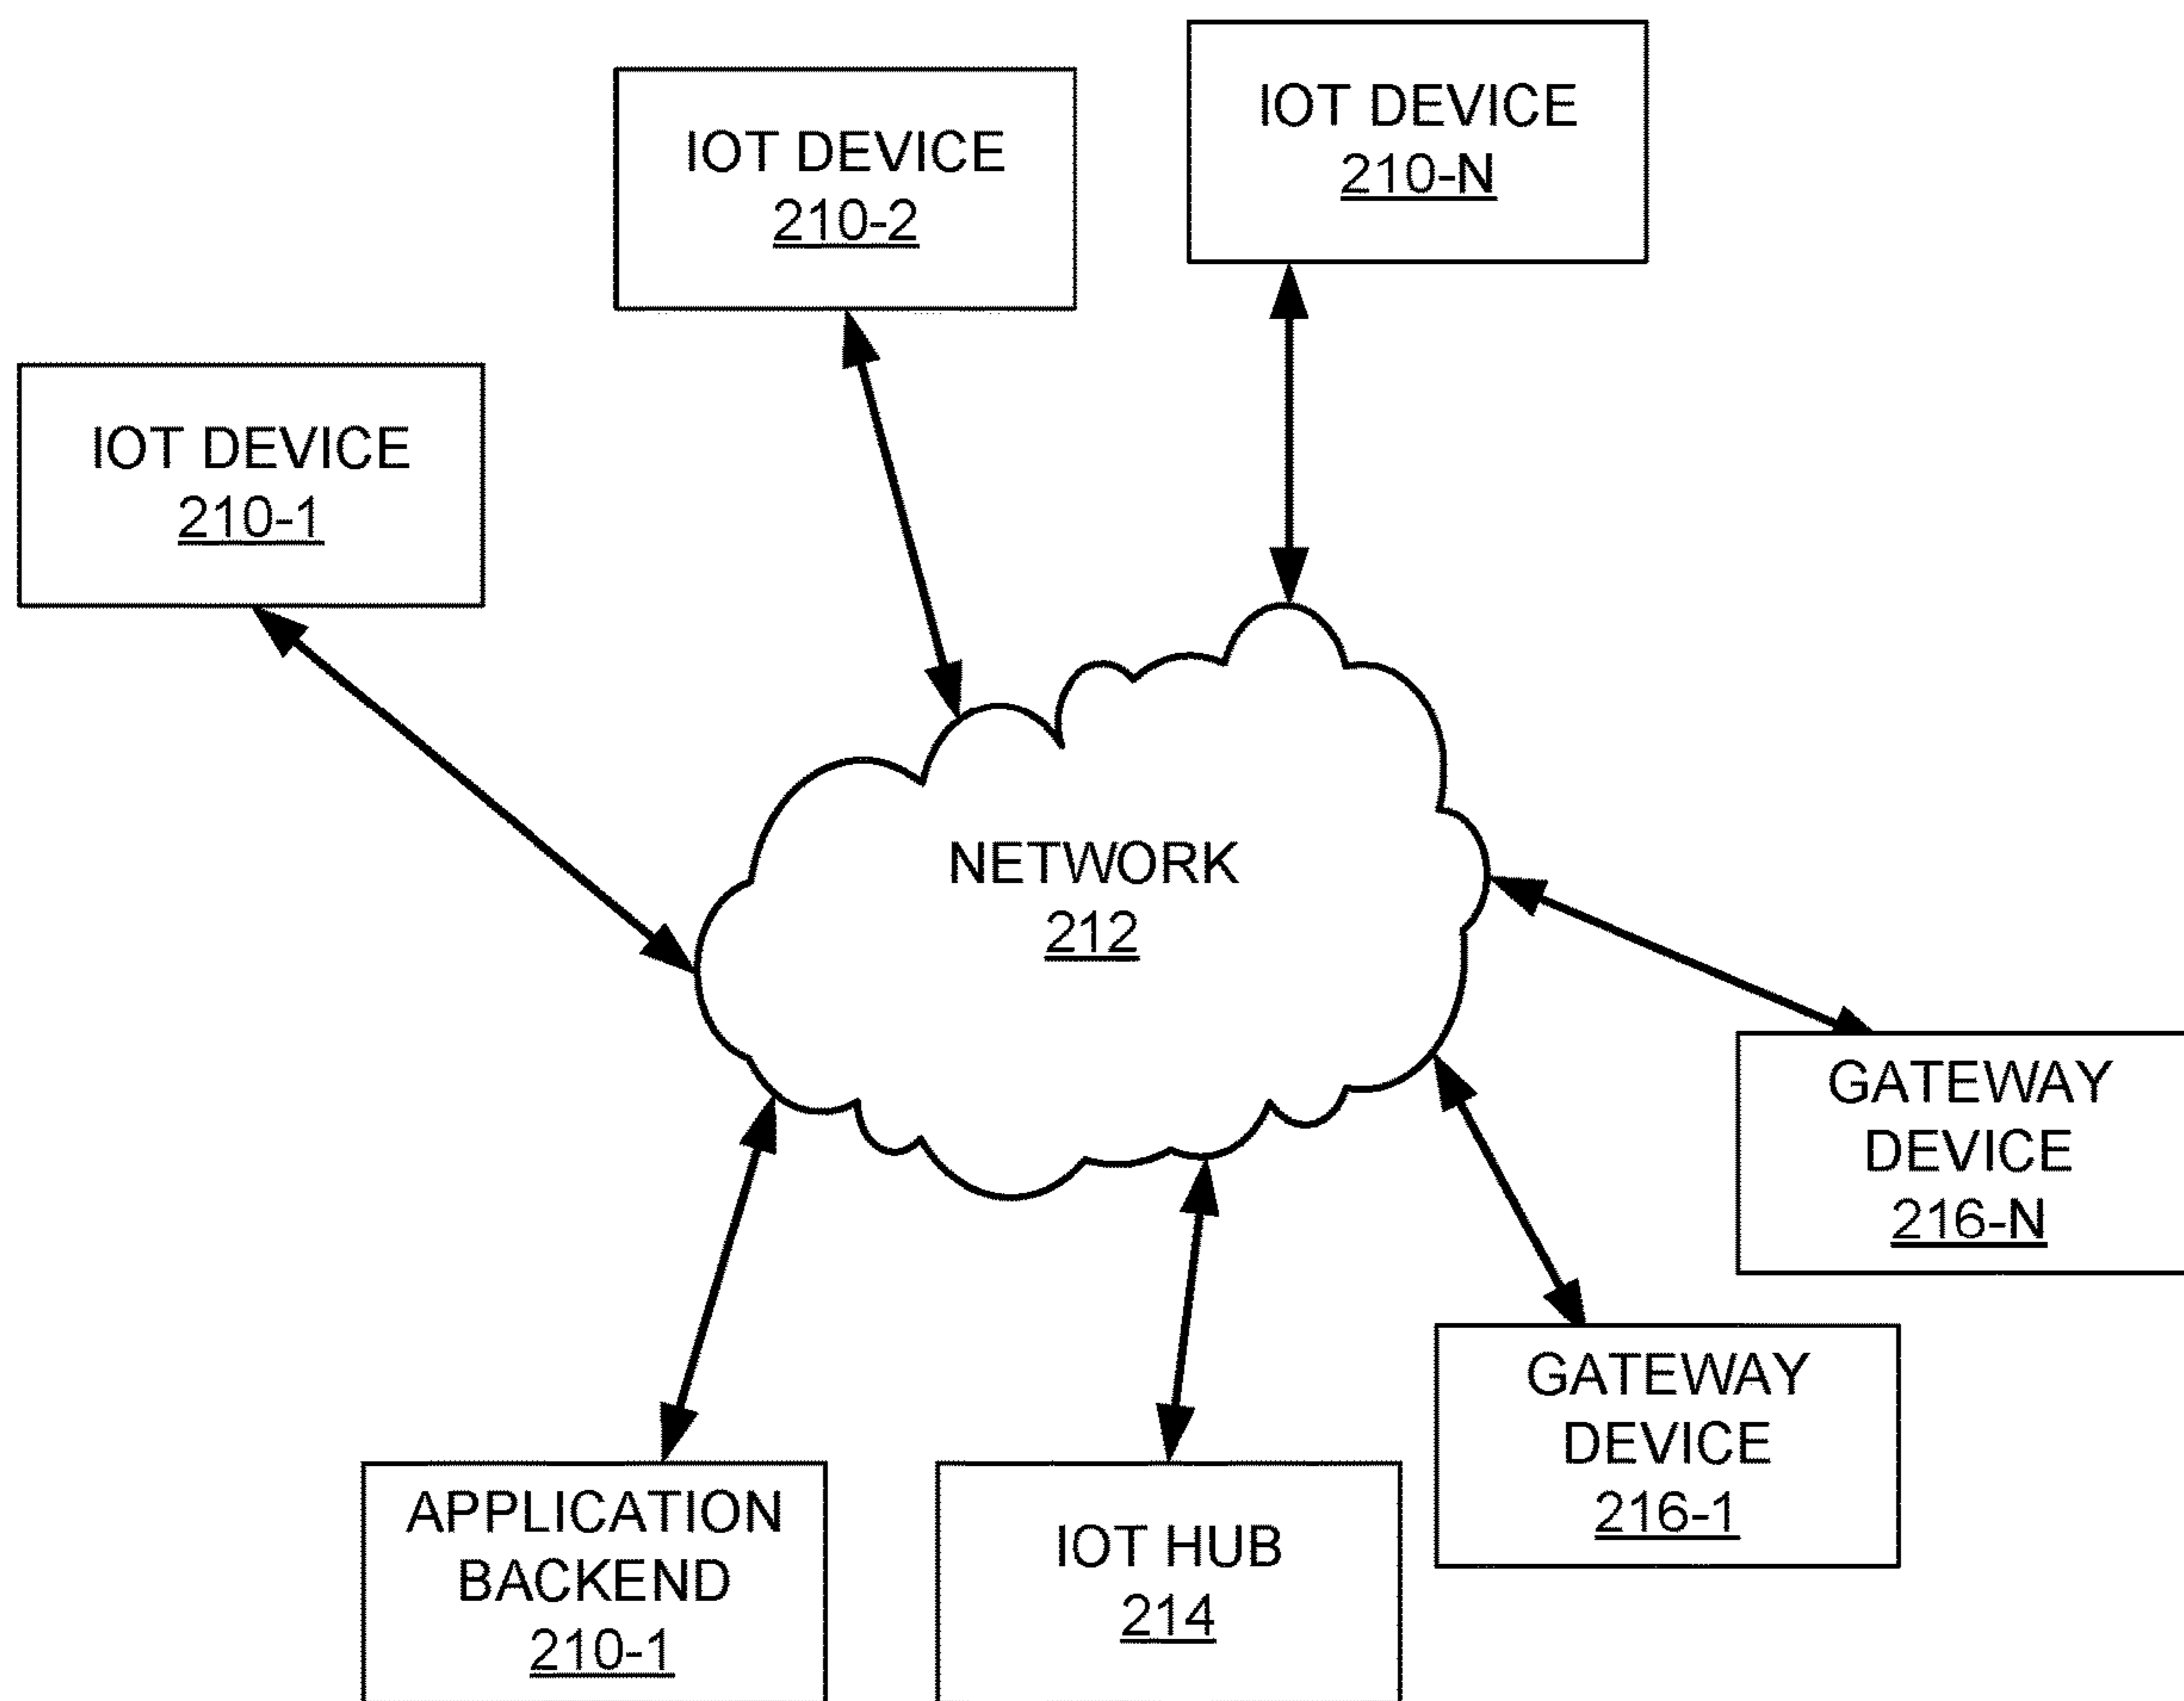 IOT DEVICE
210-N
IOT DEVICE
210-2
IOT DEVICE
210-1
NETWORK
212
GATEWAY
DEVICE
216-N
GATEWAY
DEVICE
216-1
APPLICATION
BACKEND
210-1
IOT HUB
214